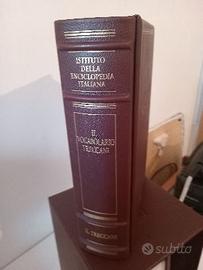 ISTITUTO
DELLA
ENCICLOPEDIA
ITALIANA
IL
VOCABOLARIO
TRECCANI
IL TRECCANI
subito